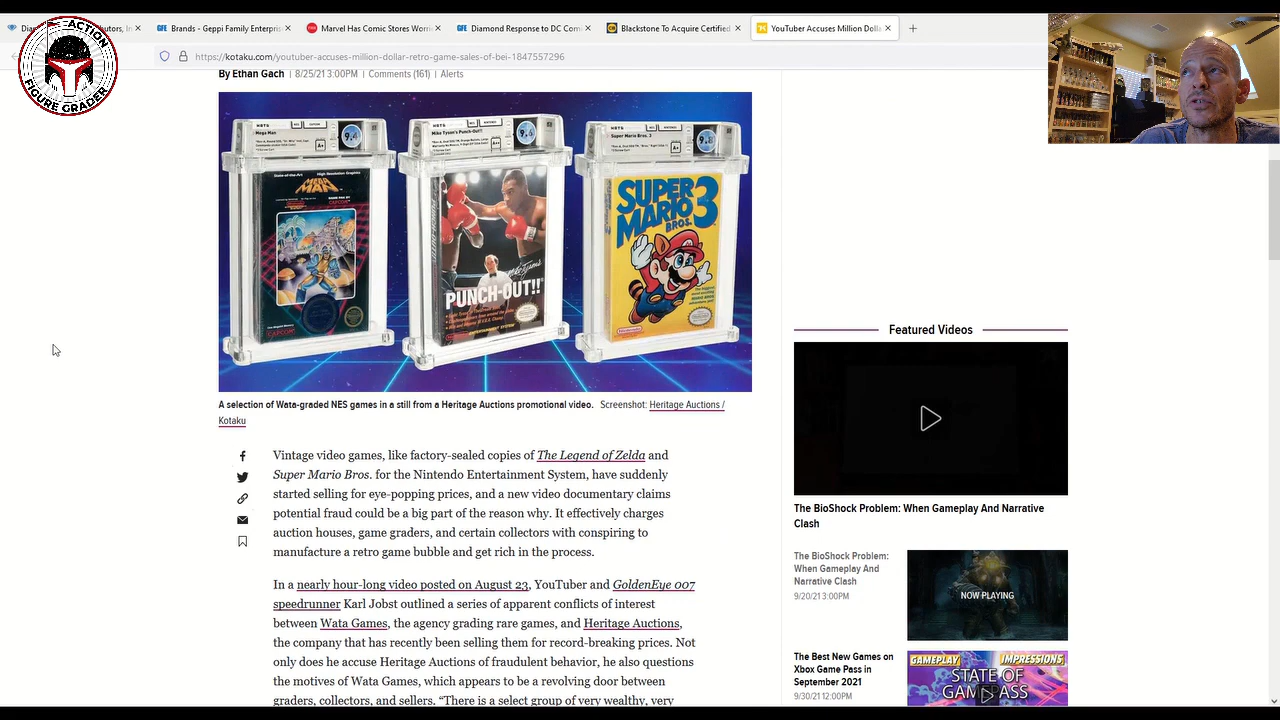 THE-ACTION
FIGURE GRADER
Brands - Geppi Family Enterpris
Marvel Has Comic Stores Worri
Diamond Response to DC Com
Blackstone To Acquire Certified
YouTuber Accuses Million Dolla
https://kotaku.com/youtuber-accuses-million-dollar-retro-game-sales-of-bei-1847557296
By Ethan Gach | 8/25/21 3:00PM | Comments (161) | Alerts
Mega Man
Mike Tyson's Punch-Out!!
Super Mario Bros. 3
MEGA MAN
CAPCOM
PUNCH-OUT!!
SUPER
MARIO
BROS. 3
A selection of Wata-graded NES games in a still from a Heritage Auctions promotional video. Screenshot: Heritage Auctions /
Kotaku
Vintage video games, like factory-sealed copies of The Legend of Zelda and
Super Mario Bros. for the Nintendo Entertainment System, have suddenly
started selling for eye-popping prices, and a new video documentary claims
potential fraud could be a big part of the reason why. It effectively charges
auction houses, game graders, and certain collectors with conspiring to
manufacture a retro game bubble and get rich in the process.
In a nearly hour-long video posted on August 23, YouTuber and GoldenEye 007
speedrunner Karl Jobst outlined a series of apparent conflicts of interest
between Wata Games, the agency grading rare games, and Heritage Auctions,
the company that has recently been selling them for record-breaking prices. Not
only does he accuse Heritage Auctions of fraudulent behavior, he also questions
the motives of Wata Games, which appears to be a revolving door between
graders, collectors, and sellers. “There is a select group of very wealthy, very
Featured Videos
The BioShock Problem: When Gameplay And Narrative
Clash
The BioShock Problem:
When Gameplay And
Narrative Clash
9/20/21 3:00PM
NOW PLAYING
The Best New Games on
Xbox Game Pass in
September 2021
9/30/21 12:00PM
GAMEPLAY IMPRESSIONS
STATE OF
GAMEPASS